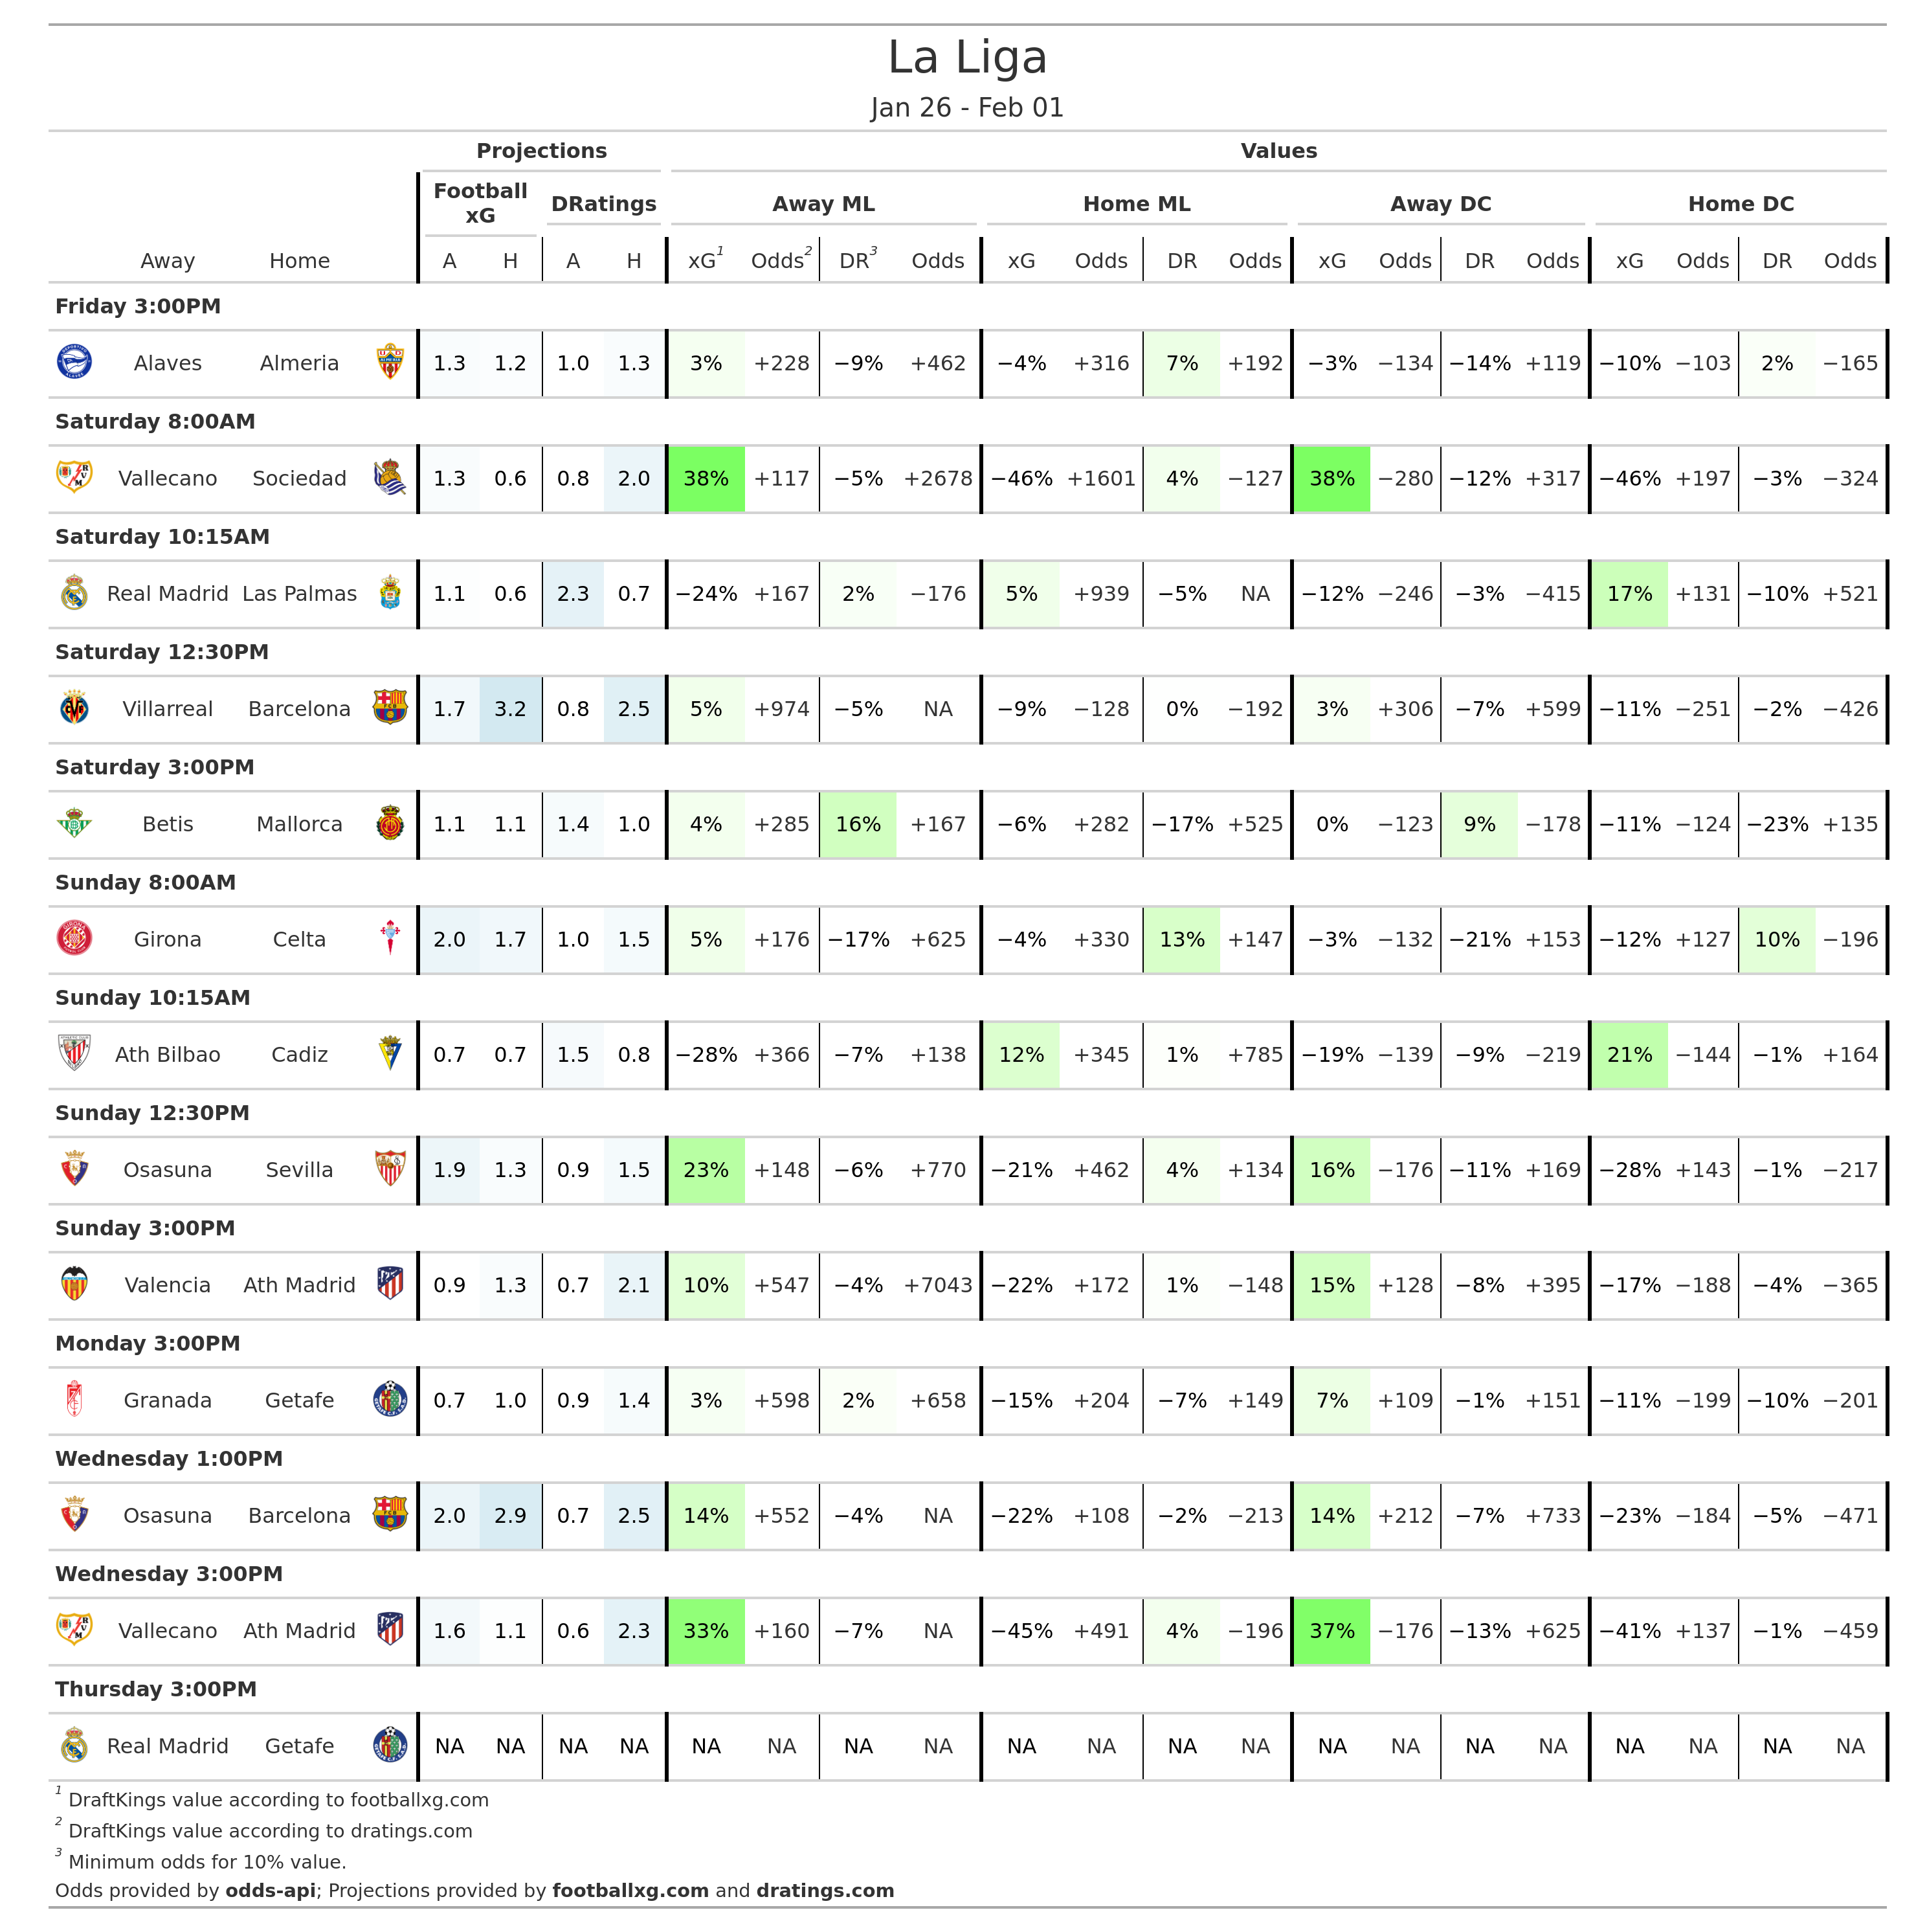 La Liga
Jan 26 - Feb 01
Projections Values
Football xG DRatings Away ML Home ML Away DC Home DC
Away Home A H A H xG1 Odds2 DR3 Odds xG Odds DR Odds xG Odds DR Odds xG Odds DR Odds
Friday 3:00PM
Alaves Almeria 1.3 1.2 1.0 1.3 3% +228 −9% +462 −4% +316 7% +192 −3% −134 −14% +119 −10% −103 2% −165
Saturday 8:00AM
Vallecano Sociedad 1.3 0.6 0.8 2.0 38% +117 −5% +2678 −46% +1601 4% −127 38% −280 −12% +317 −46% +197 −3% −324
Saturday 10:15AM
Real Madrid Las Palmas 1.1 0.6 2.3 0.7 −24% +167 2% −176 5% +939 −5% NA −12% −246 −3% −415 17% +131 −10% +521
Saturday 12:30PM
Villarreal Barcelona 1.7 3.2 0.8 2.5 5% +974 −5% NA −9% −128 0% −192 3% +306 −7% +599 −11% −251 −2% −426
Saturday 3:00PM
Betis Mallorca 1.1 1.1 1.4 1.0 4% +285 16% +167 −6% +282 −17% +525 0% −123 9% −178 −11% −124 −23% +135
Sunday 8:00AM
Girona Celta 2.0 1.7 1.0 1.5 5% +176 −17% +625 −4% +330 13% +147 −3% −132 −21% +153 −12% +127 10% −196
Sunday 10:15AM
Ath Bilbao Cadiz 0.7 0.7 1.5 0.8 −28% +366 −7% +138 12% +345 1% +785 −19% −139 −9% −219 21% −144 −1% +164
Sunday 12:30PM
Osasuna Sevilla 1.9 1.3 0.9 1.5 23% +148 −6% +770 −21% +462 4% +134 16% −176 −11% +169 −28% +143 −1% −217
Sunday 3:00PM
Valencia Ath Madrid 0.9 1.3 0.7 2.1 10% +547 −4% +7043 −22% +172 1% −148 15% +128 −8% +395 −17% −188 −4% −365
Monday 3:00PM
Granada Getafe 0.7 1.0 0.9 1.4 3% +598 2% +658 −15% +204 −7% +149 7% +109 −1% +151 −11% −199 −10% −201
Wednesday 1:00PM
Osasuna Barcelona 2.0 2.9 0.7 2.5 14% +552 −4% NA −22% +108 −2% −213 14% +212 −7% +733 −23% −184 −5% −471
Wednesday 3:00PM
Vallecano Ath Madrid 1.6 1.1 0.6 2.3 33% +160 −7% NA −45% +491 4% −196 37% −176 −13% +625 −41% +137 −1% −459
Thursday 3:00PM
Real Madrid Getafe NA NA NA NA NA NA NA NA NA NA NA NA NA NA NA NA NA NA NA NA
1 DraftKings value according to footballxg.com
2 DraftKings value according to dratings.com
3 Minimum odds for 10% value.
Odds provided by odds-api; Projections provided by footballxg.com and dratings.com